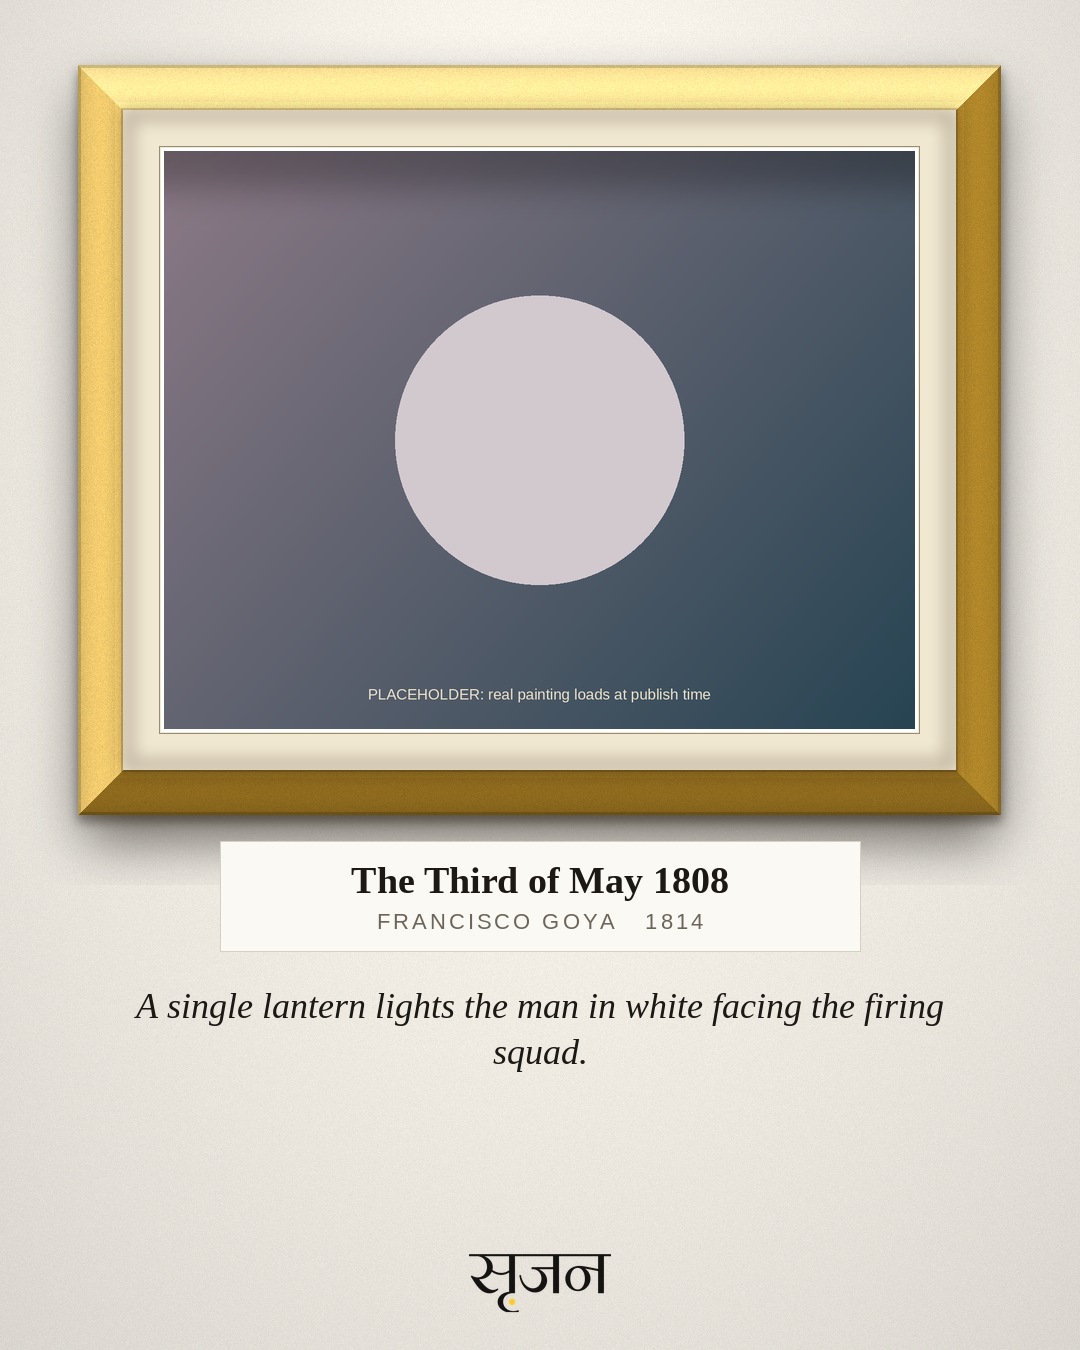 PLACEHOLDER: real painting loads at publish time
The Third of May 1808
FRANCISCO GOYA 1814
A single lantern lights the man in white facing the firing
squad.
सृजन